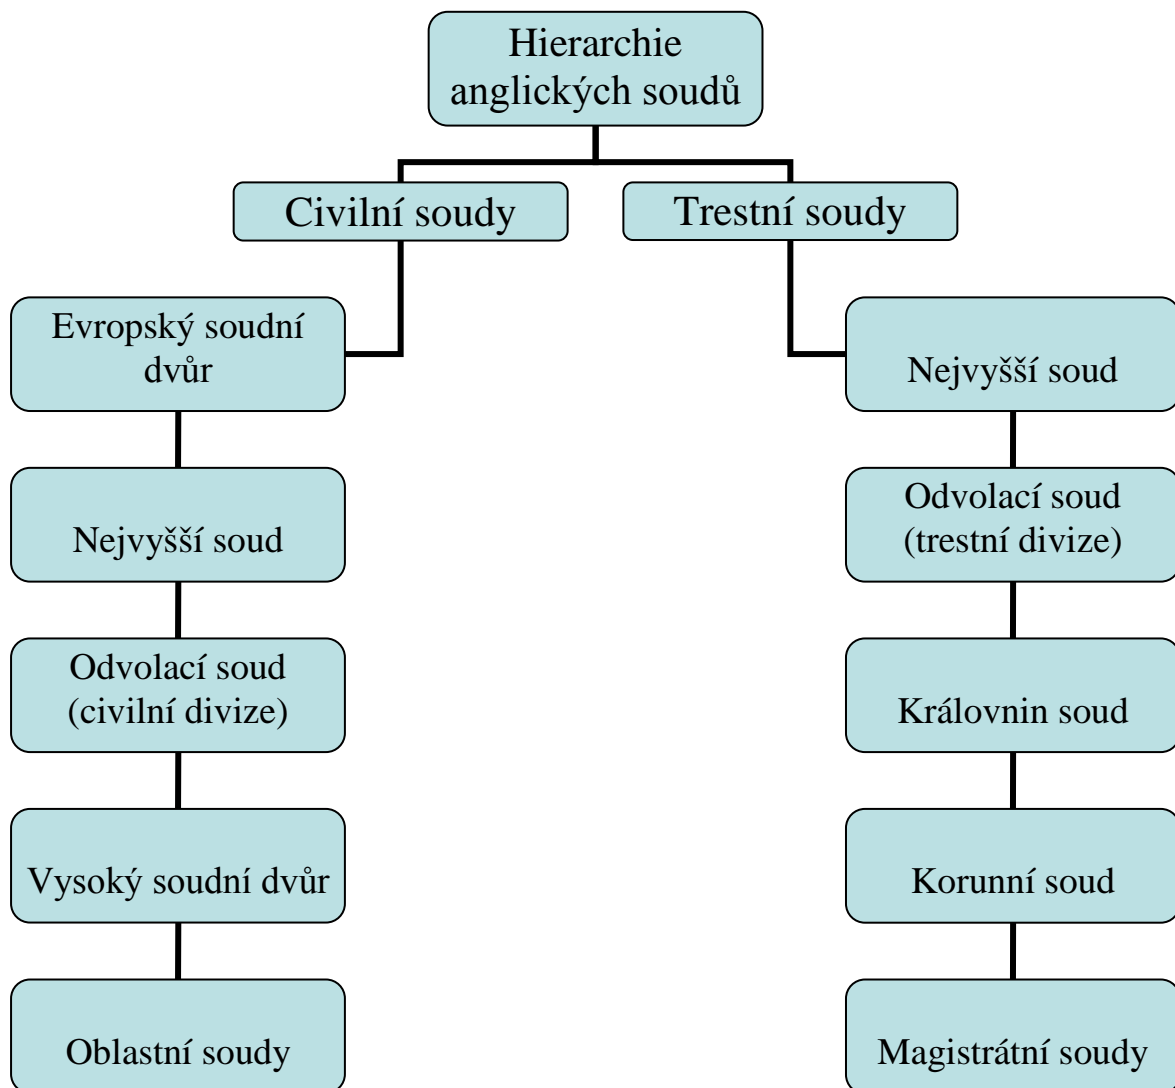 Hierarchie
anglických soudů
Civilní soudy
Trestní soudy
Evropský soudní
dvůr
Nejvyšší soud
Nejvyšší soud
Odvolací soud
(trestní divize)
Odvolací soud
(civilní divize)
Královnin soud
Vysoký soudní dvůr
Korunní soud
Oblastní soudy
Magistrátní soudy